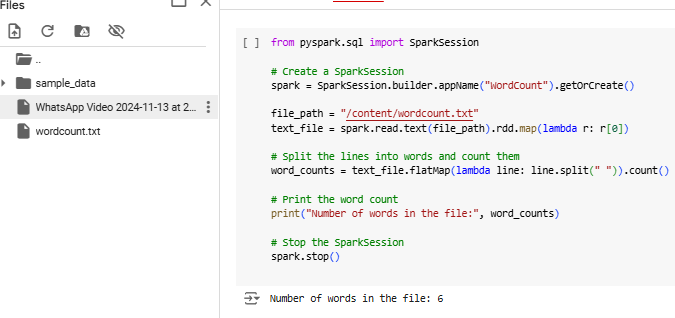 Files
..
sample_data
WhatsApp Video 2024-11-13 at 2...
wordcount.txt
[ ] from pyspark.sql import SparkSession
# Create a SparkSession
spark = SparkSession.builder.appName("WordCount").getOrCreate()
file_path = "/content/wordcount.txt"
text_file = spark.read.text(file_path).rdd.map(lambda r: r[0])
# Split the lines into words and count them
word_counts = text_file.flatMap(lambda line: line.split(" ")).count()
# Print the word count
print("Number of words in the file:", word_counts)
# Stop the SparkSession
spark.stop()
Number of words in the file: 6